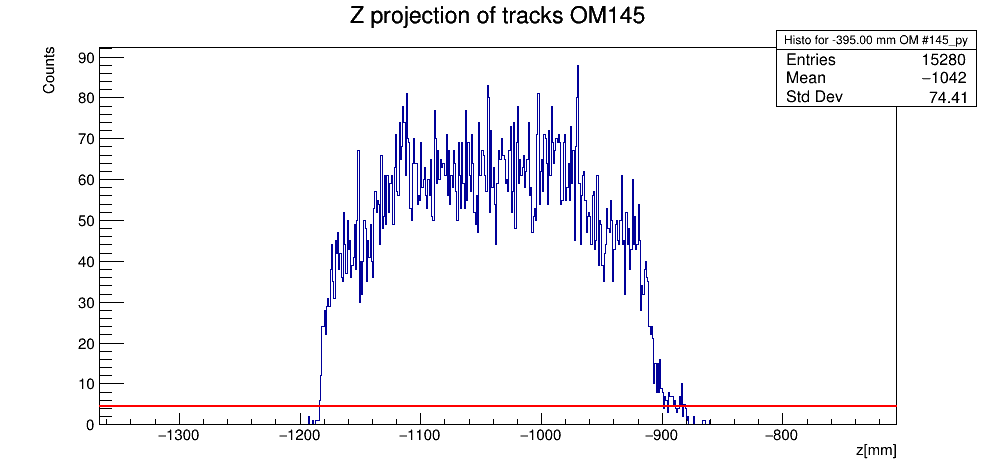 Z projection of tracks OM145
Histo for -395.00 mm OM #145_py
Entries 15280
Mean −1042
Std Dev 74.41
Counts
90
80
70
60
50
40
30
20
10
0
−1300 −1200 −1100 −1000 −900 −800
z[mm]